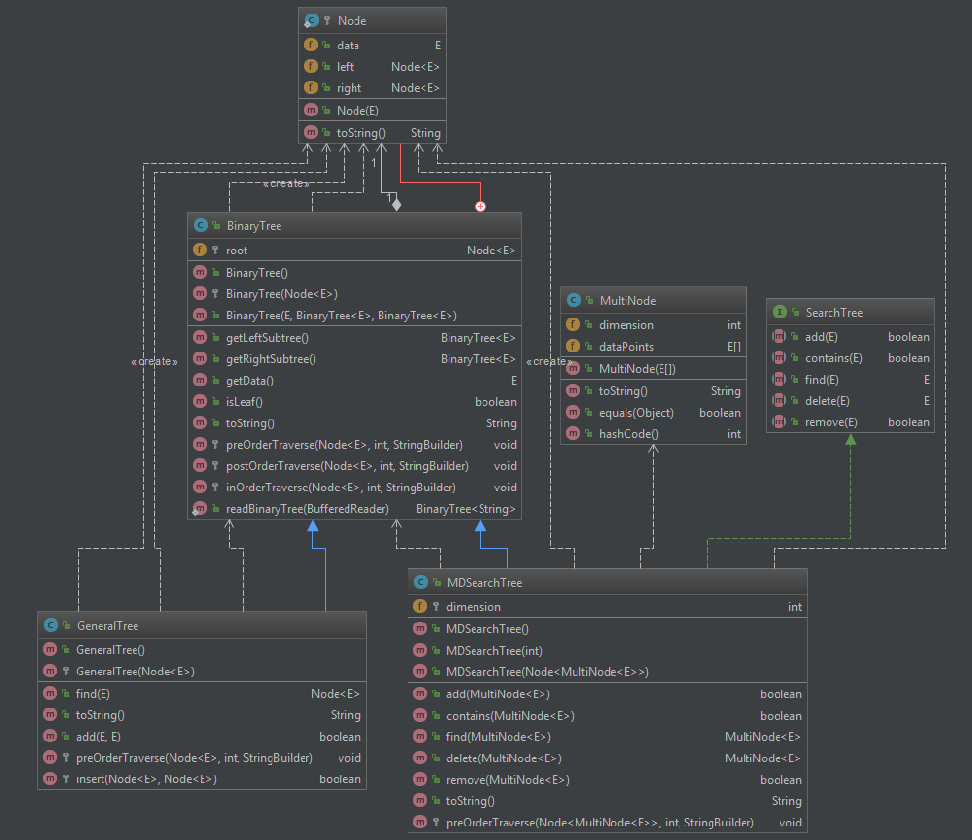 Node
data E
left Node<E>
right Node<E>
Node(E)
toString() String
1
«create»
1
BinaryTree
root Node<E>
BinaryTree()
BinaryTree(Node<E>)
BinaryTree(E, BinaryTree<E>, BinaryTree<E>)
getLeftSubtree() BinaryTree<E>
getRightSubtree() BinaryTree<E>
getData() E
isLeaf() boolean
toString() String
preOrderTraverse(Node<E>, int, StringBuilder) void
postOrderTraverse(Node<E>, int, StringBuilder) void
inOrderTraverse(Node<E>, int, StringBuilder) void
readBinaryTree(BufferedReader) BinaryTree<String>
«create»
«create»
MultiNode
dimension int
dataPoints E[]
MultiNode(E[])
toString() String
equals(Object) boolean
hashCode() int
SearchTree
add(E) boolean
contains(E) boolean
find(E) E
delete(E) E
remove(E) boolean
GeneralTree
GeneralTree()
GeneralTree(Node<E>)
find(E) Node<E>
toString() String
add(E, E) boolean
preOrderTraverse(Node<E>, int, StringBuilder) void
insert(Node<E>, Node<E>) boolean
MDSearchTree
dimension int
MDSearchTree()
MDSearchTree(int)
MDSearchTree(Node<MultiNode<E>>)
add(MultiNode<E>) boolean
contains(MultiNode<E>) boolean
find(MultiNode<E>) MultiNode<E>
delete(MultiNode<E>) MultiNode<E>
remove(MultiNode<E>) boolean
toString() String
preOrderTraverse(Node<MultiNode<E>>, int, StringBuilder) void